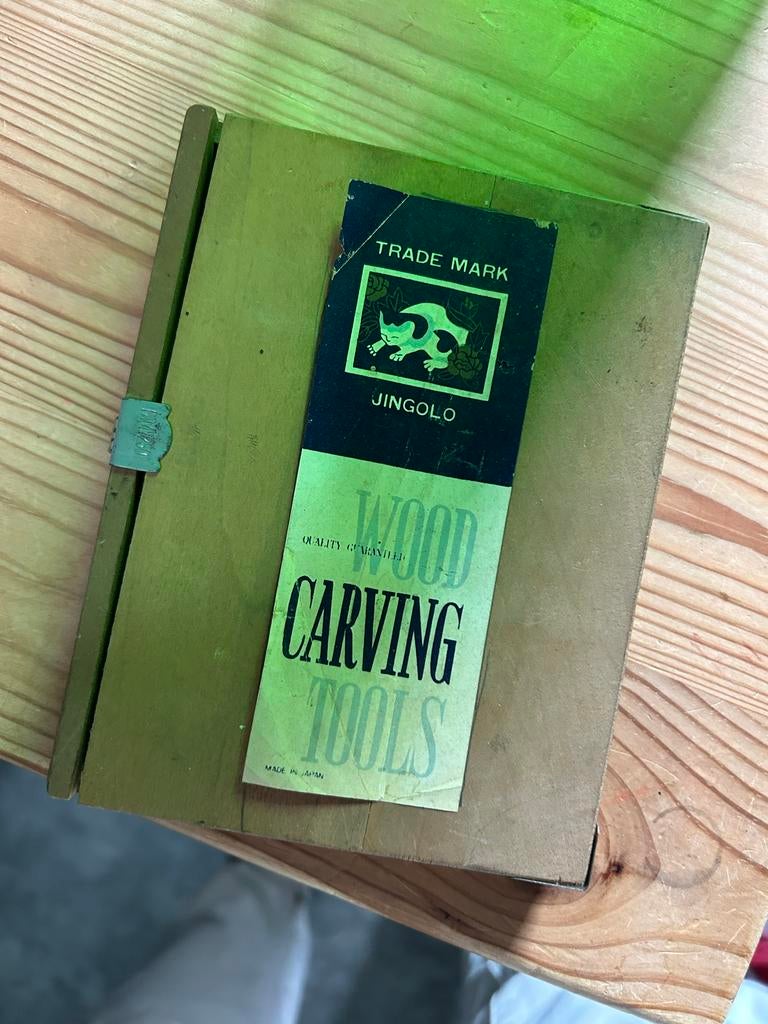 TRADE MARK
JINGOLO
WOOD
QUALITY GUARANTEED
CARVING
TOOLS
MADE IN JAPAN